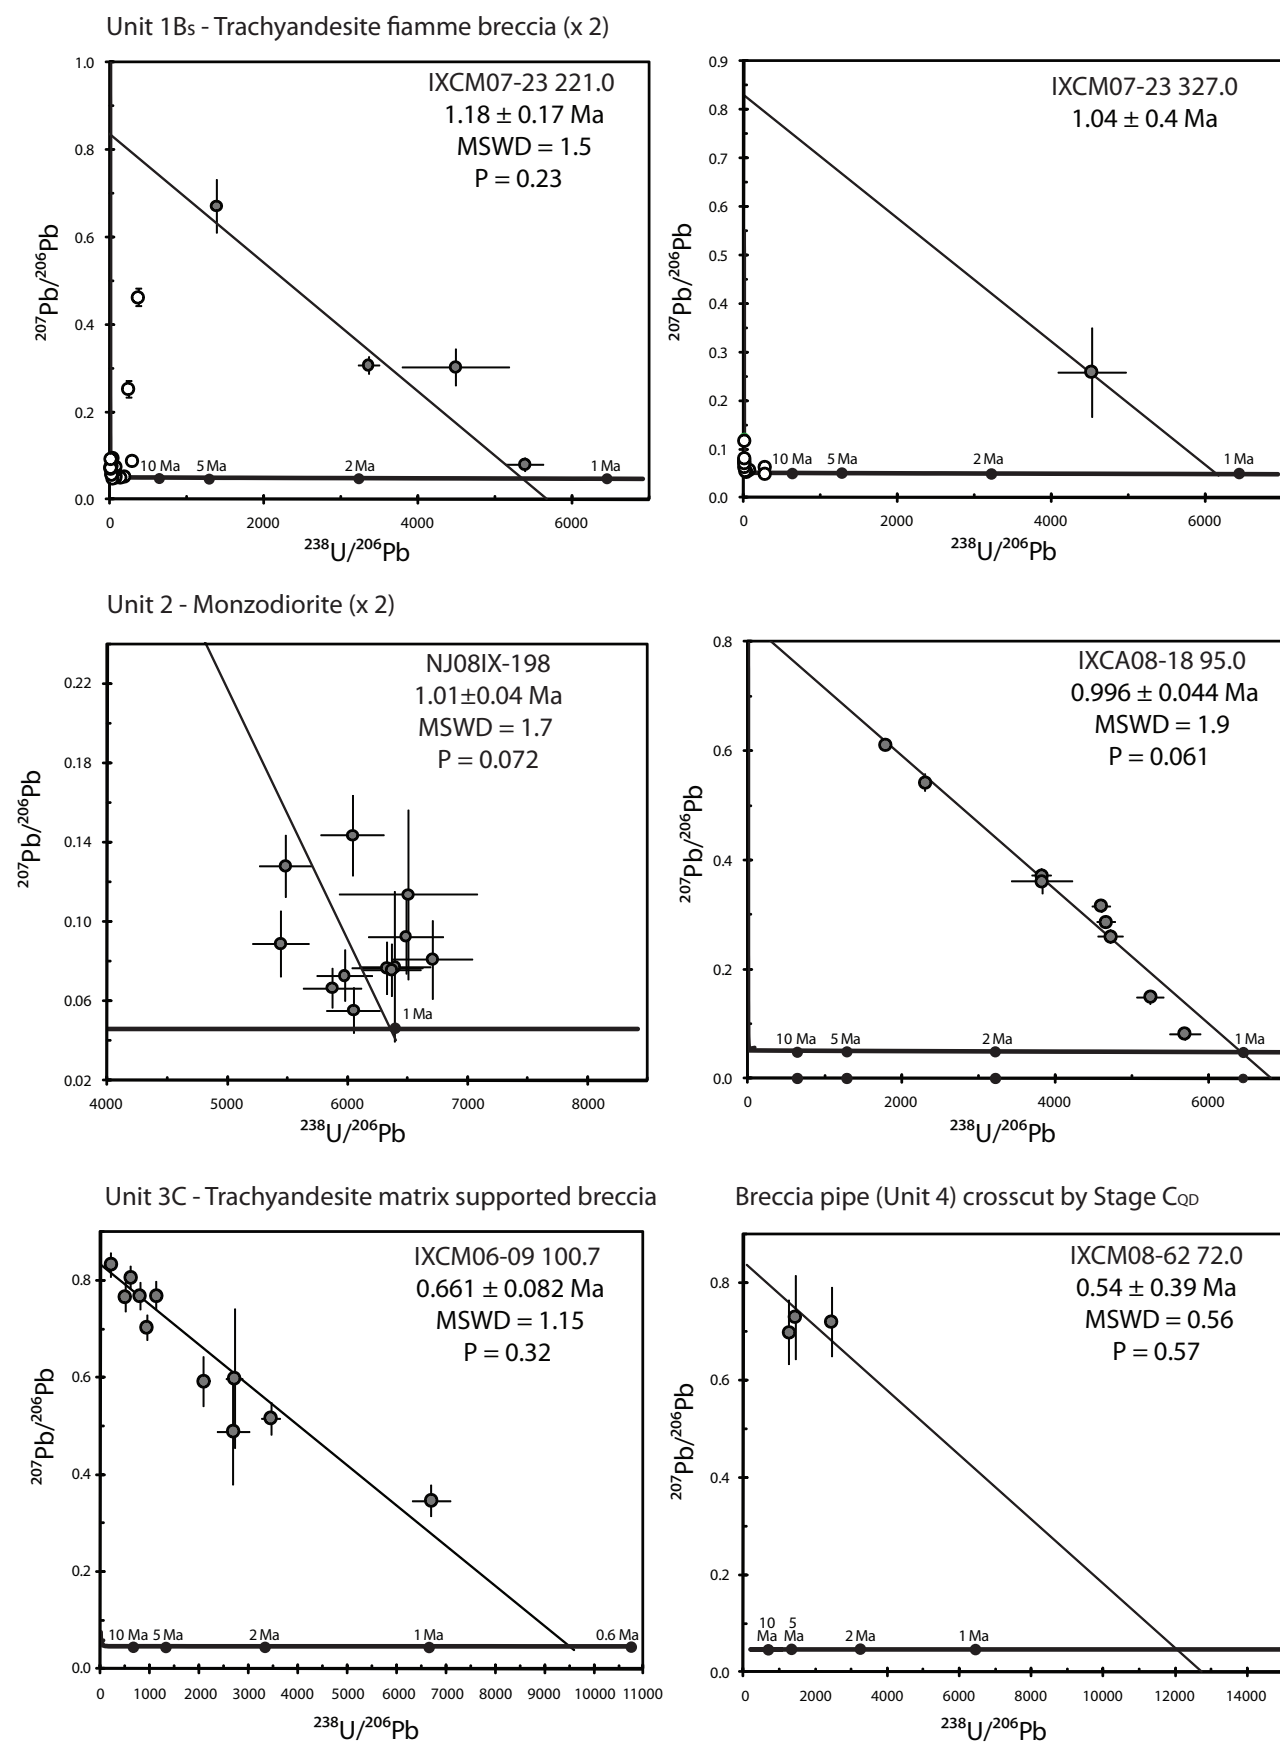 Unit 1Bs - Trachyandesite fiamme breccia (x 2)
IXCM07-23 221.0
1.18 ± 0.17 Ma
MSWD = 1.5
P = 0.23
1.0
0.8
0.6
0.4
0.2
0.0
207Pb/206Pb
10 Ma 5 Ma 2 Ma 1 Ma
0 2000 4000 6000
238U/206Pb
IXCM07-23 327.0
1.04 ± 0.4 Ma
0.9
0.8
0.7
0.6
0.5
0.4
0.3
0.2
0.1
0.0
207Pb/206Pb
10 Ma 5 Ma 2 Ma 1 Ma
0 2000 4000 6000
238U/206Pb
Unit 2 - Monzodiorite (x 2)
NJ08IX-198
1.01±0.04 Ma
MSWD = 1.7
P = 0.072
0.22
0.18
0.14
0.10
0.06
0.02
207Pb/206Pb
1 Ma
4000 5000 6000 7000 8000
238U/206Pb
IXCA08-18 95.0
0.996 ± 0.044 Ma
MSWD = 1.9
P = 0.061
0.8
0.6
0.4
0.2
0.0
207Pb/206Pb
10 Ma 5 Ma 2 Ma 1 Ma
0 2000 4000 6000
238U/206Pb
Unit 3C - Trachyandesite matrix supported breccia
IXCM06-09 100.7
0.661 ± 0.082 Ma
MSWD = 1.15
P = 0.32
0.8
0.6
0.4
0.2
0.0
207Pb/206Pb
10 Ma 5 Ma 2 Ma 1 Ma 0.6 Ma
0 1000 2000 3000 4000 5000 6000 7000 8000 9000 10000 11000
238U/206Pb
Breccia pipe (Unit 4) crosscut by Stage CQD
IXCM08-62 72.0
0.54 ± 0.39 Ma
MSWD = 0.56
P = 0.57
0.8
0.6
0.4
0.2
0.0
207Pb/206Pb
10 5
Ma Ma 2 Ma 1 Ma
0 2000 4000 6000 8000 10000 12000 14000
238U/206Pb